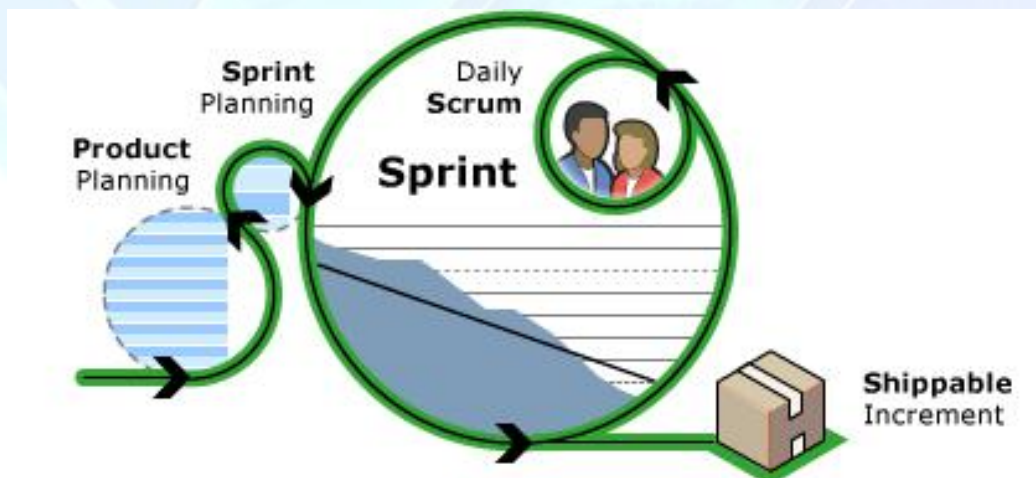 Product
Planning
Sprint
Planning
Daily
Scrum
Sprint
Shippable
Increment